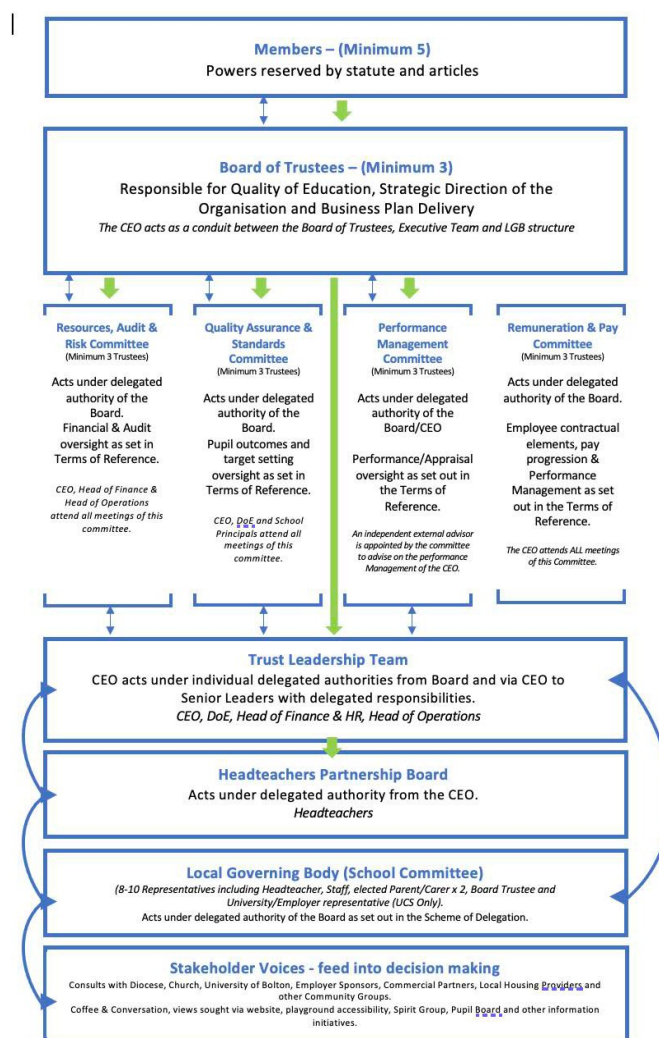 Members – (Minimum 5)
Powers reserved by statute and articles
Board of Trustees – (Minimum 3)
Responsible for Quality of Education, Strategic Direction of the
Organisation and Business Plan Delivery
The CEO acts as a conduit between the Board of Trustees, Executive Team and LGB structure
Resources, Audit &
Risk Committee
(Minimum 3 Trustees)
Acts under delegated
authority of the
Board.
Financial & Audit
oversight as set in
Terms of Reference.
CEO, Head of Finance &
Head of Operations
attend all meetings of this
committee.
Quality Assurance &
Standards
Committee
(Minimum 3 Trustees)
Acts under delegated
authority of the
Board.
Pupil outcomes and
target setting
oversight as set in
Terms of Reference.
CEO, DoE and School
Principals attend all
meetings of this
committee.
Performance
Management
Committee
(Minimum 3 Trustees)
Acts under delegated
authority of the
Board/CEO
Performance/Appraisal
oversight as set out in
the Terms of
Reference.
An independent external advisor
is appointed by the committee
to advise on the performance
Management of the CEO.
Remuneration & Pay
Committee
(Minimum 3 Trustees)
Acts under delegated
authority of the Board.
Employee contractual
elements, pay
progression &
Performance
Management as set
out in the Terms of
Reference.
The CEO attends ALL meetings
of this Committee.
Trust Leadership Team
CEO acts under individual delegated authorities from Board and via CEO to
Senior Leaders with delegated responsibilities.
CEO, DoE, Head of Finance & HR, Head of Operations
Headteachers Partnership Board
Acts under delegated authority from the CEO.
Headteachers
Local Governing Body (School Committee)
(8-10 Representatives including Headteacher, Staff, elected Parent/Carer x 2, Board Trustee and
University/Employer representative (UCS Only).
Acts under delegated authority of the Board as set out in the Scheme of Delegation.
Stakeholder Voices - feed into decision making
Consults with Diocese, Church, University of Bolton, Employer Sponsors, Commercial Partners, Local Housing Providers and
other Community Groups.
Coffee & Conversation, views sought via website, playground accessibility, Spirit Group, Pupil Board and other information
initiatives.